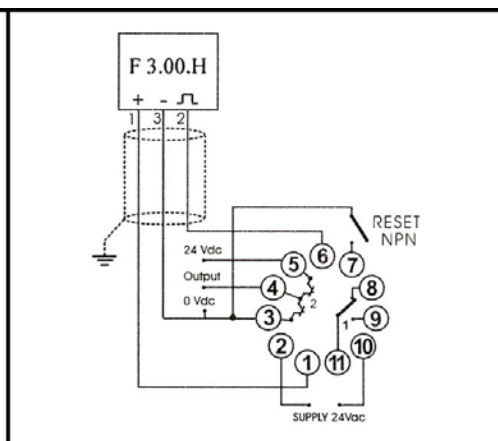 F 3.00.H
+ - ⎍
1 3 2
RESET
NPN
24 Vdc
Output
0 Vdc
6
5
7
4
8
2
3
1 9
2
10
1
11
SUPPLY 24Vac